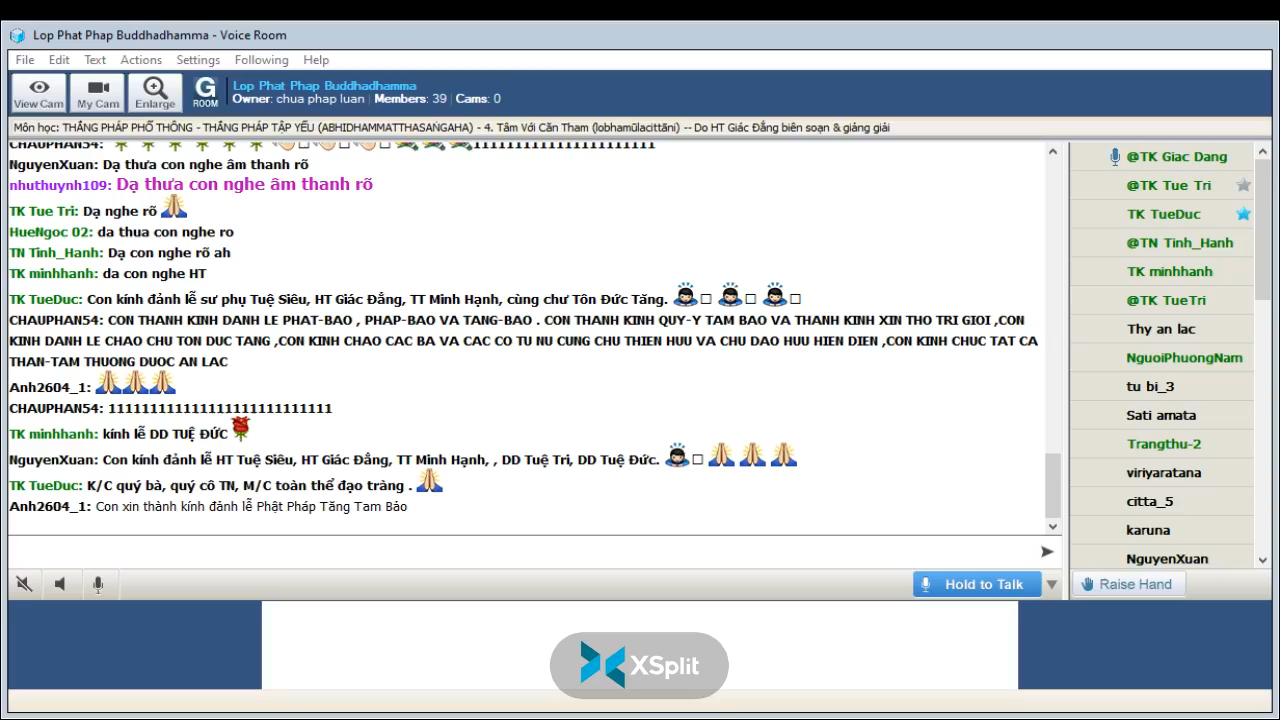 Lop Phat Phap Buddhadhamma - Voice Room
File Edit Text Actions Settings Following Help
View Cam My Cam Enlarge G ROOM
Lop Phat Phap Buddhadhamma
Owner: chua phap luan | Members: 39 | Cams: 0
Môn học: THẮNG PHÁP PHỔ THÔNG - THẮNG PHÁP TẬP YẾU (ABHIDHAMMATTHASAṄGAHA) - 4. Tâm Với Căn Tham (lobhamūlacittāni) -- Do HT Giác Đẳng biên soạn & giảng giải
CHAUPHAN54:
NguyenXuan: Dạ thưa con nghe âm thanh rõ
nhuthuynh109: Dạ thưa con nghe âm thanh rõ
TK Tue Tri: Dạ nghe rõ
HueNgoc 02: da thua con nghe ro
TN Tinh_Hanh: Dạ con nghe rõ ah
TK minhhanh: da con nghe HT
TK TueDuc: Con kính đảnh lễ sư phụ Tuệ Siêu, HT Giác Đẳng, TT Minh Hạnh, cùng chư Tôn Đức Tăng.
CHAUPHAN54: CON THANH KINH DANH LE PHAT-BAO , PHAP-BAO VA TANG-BAO . CON THANH KINH QUY-Y TAM BAO VA THANH KINH XIN THO TRI GIOI ,CON
KINH DANH LE CHAO CHU TON DUC TANG ,CON KINH CHAO CAC BA VA CAC CO TU NU CUNG CHU THIEN HUU VA CHU DAO HUU HIEN DIEN ,CON KINH CHUC TAT CA
THAN-TAM THUONG DUOC AN LAC
Anh2604_1:
CHAUPHAN54: 1111111111111111111111111111
TK minhhanh: kính lễ DD TUỆ ĐỨC
NguyenXuan: Con kính đảnh lễ HT Tuệ Siêu, HT Giác Đẳng, TT Minh Hạnh, , DD Tuệ Tri, DD Tuệ Đức.
TK TueDuc: K/C quý bà, quý cô TN, M/C toàn thể đạo tràng .
Anh2604_1: Con xin thành kính đảnh lễ Phật Pháp Tăng Tam Bảo
Hold to Talk
@TK Giac Dang
@TK Tue Tri
TK TueDuc
@TN Tinh_Hanh
TK minhhanh
@TK TueTri
Thy an lac
NguoiPhuongNam
tu bi_3
Sati amata
Trangthu-2
viriyaratana
citta_5
karuna
NguyenXuan
Raise Hand
XSplit